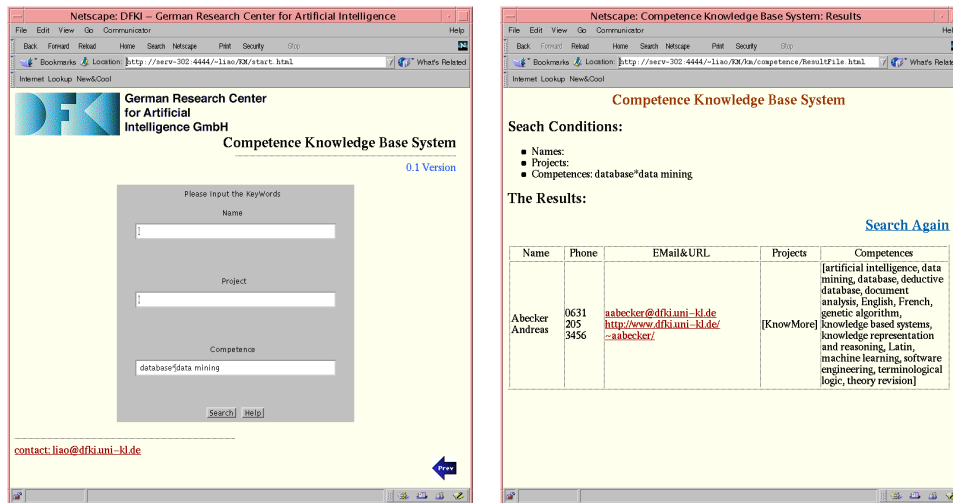 Netscape: DFKI – German Research Center for Artificial Intelligence
File Edit View Go Communicator Help
Back Forward Reload Home Search Netscape Print Security Stop
Bookmarks Location: http://serv-302:4444/~liao/KM/start.html What's Related
Internet Lookup New&Cool
German Research Center
for Artificial
Intelligence GmbH
Competence Knowledge Base System
0.1 Version
Please Input the KeyWords
Name
Project
Competence
database*data mining
Search Help
contact: liao@dfki.uni–kl.de
Prev
Netscape: Competence Knowledge Base System: Results
File Edit View Go Communicator Hel
Back Forward Reload Home Search Netscape Print Security Stop
Bookmarks Location: http://serv-302:4444/~liao/KM/km/competence/ResultFile.html What's Relate
Internet Lookup New&Cool
Competence Knowledge Base System
Seach Conditions:
Names:
Projects:
Competences: database*data mining
The Results:
Search Again
Name Phone EMail&URL Projects Competences
Abecker
Andreas
0631
205
3456
aabecker@dfki.uni–kl.de
http://www.dfki.uni–kl.de/
~aabecker/
[KnowMore]
[artificial intelligence, data
mining, database, deductive
database, document
analysis, English, French,
genetic algorithm,
knowledge based systems,
knowledge representation
and reasoning, Latin,
machine learning, software
engineering, terminological
logic, theory revision]